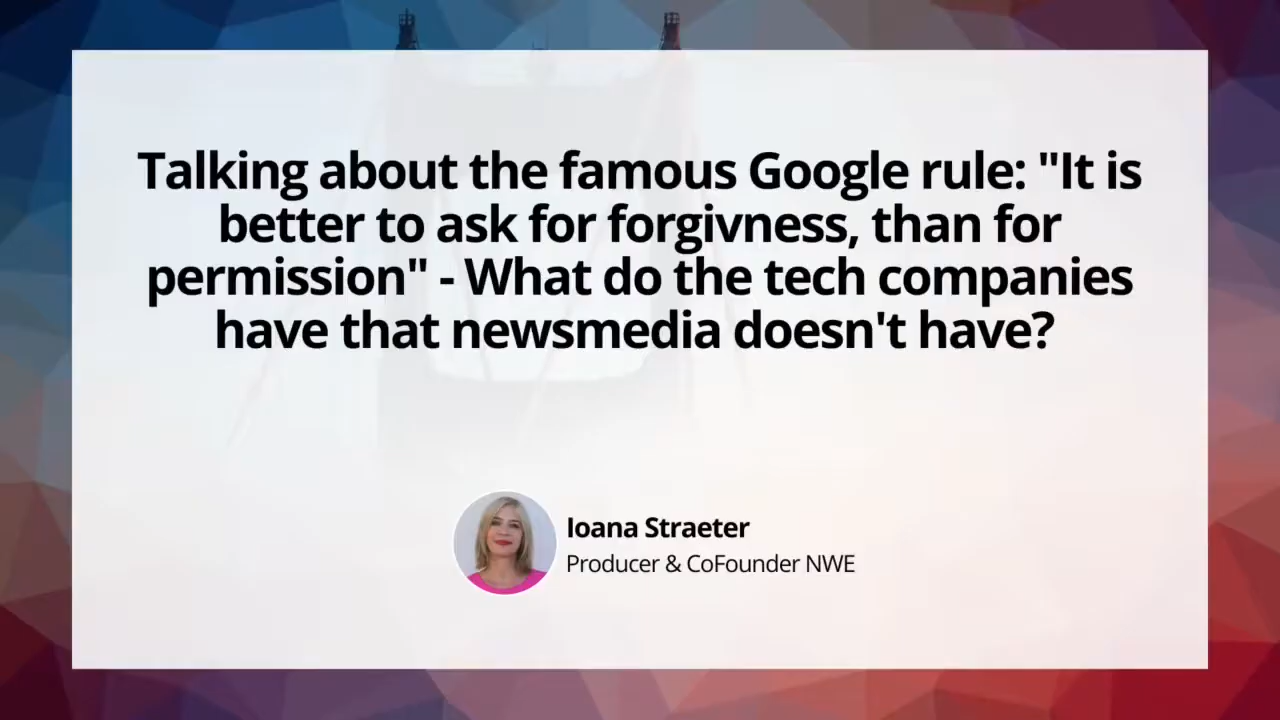 Talking about the famous Google rule: "It is
better to ask for forgivness, than for
permission" - What do the tech companies
have that newsmedia doesn't have?
Ioana Straeter
Producer & CoFounder NWE